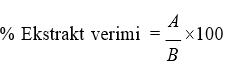 % Ekstrakt verimi = A/B ×100